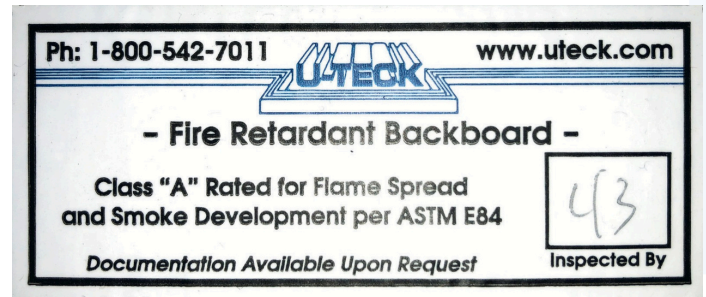 Ph: 1-800-542-7011 U-TECK www.uteck.com
- Fire Retardant Backboard -
Class "A" Rated for Flame Spread
and Smoke Development per ASTM E84
43
Documentation Available Upon Request
Inspected By